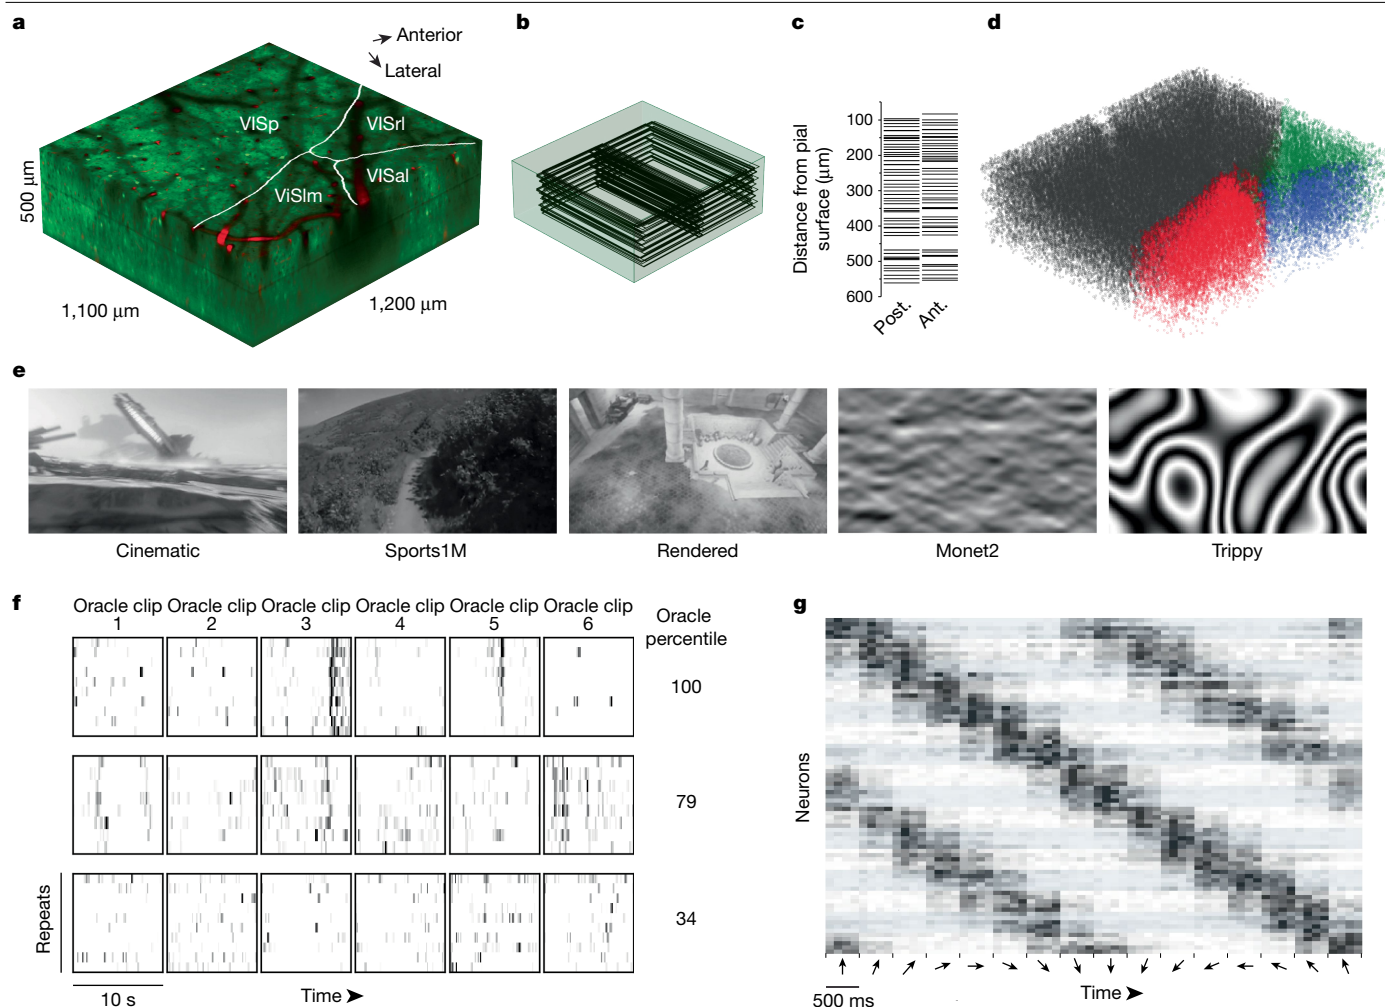 a
Anterior
Lateral
VISp
VISrl
VISal
ViSlm
500 µm
1,100 µm
1,200 µm
b
c
Distance from pial
surface (µm)
100
200
300
400
500
600
Post.
Ant.
d
e
Cinematic
Sports1M
Rendered
Monet2
Trippy
f
Oracle clip
1
Oracle clip
2
Oracle clip
3
Oracle clip
4
Oracle clip
5
Oracle clip
6
Oracle
percentile
100
79
34
Repeats
10 s
Time
g
Neurons
500 ms
Time